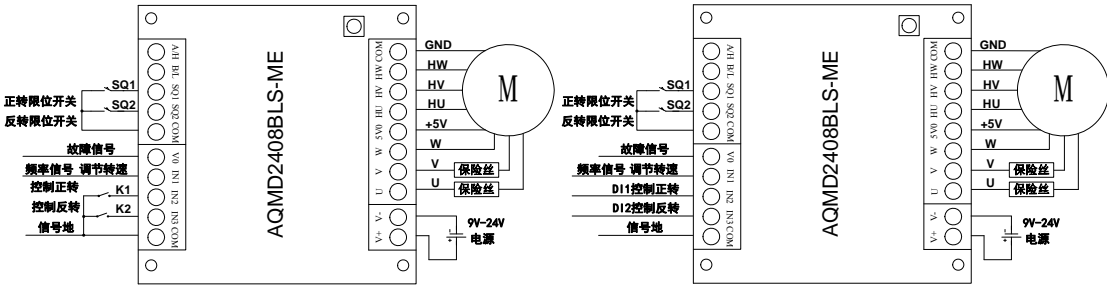 A/H
B/L
SQ1
SQ2
COM
V0
IN1
IN2
IN3
COM
SQ1
正转限位开关
SQ2
反转限位开关
故障信号
频率信号 调节转速
控制正转
K1
控制反转
K2
信号地
AQMD2408BLS-ME
COM
HW
HV
HU
5V0
W
V
U
V-
V+
GND
HW
HV
HU
+5V
W
V
保险丝
U
保险丝
M
9V-24V
电源
A/H
B/L
SQ1
SQ2
COM
V0
IN1
IN2
IN3
COM
SQ1
正转限位开关
SQ2
反转限位开关
故障信号
频率信号 调节转速
DI1控制正转
DI2控制反转
信号地
AQMD2408BLS-ME
COM
HW
HV
HU
5V0
W
V
U
V-
V+
GND
HW
HV
HU
+5V
W
V
保险丝
U
保险丝
M
9V-24V
电源